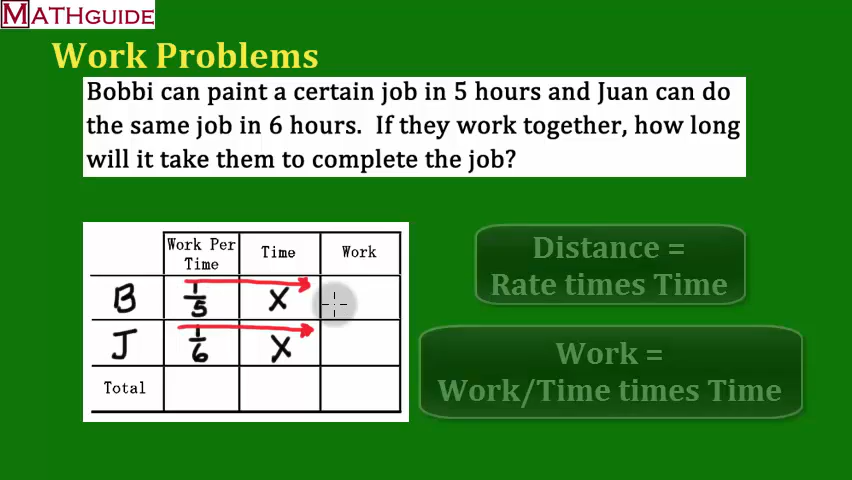 MATHGUIDE
Work Problems
Bobbi can paint a certain job in 5 hours and Juan can do
the same job in 6 hours.  If they work together, how long
will it take them to complete the job?
Work Per
Time
Time
Work
B 1/5 X
J 1/6 X
Total
Distance =
Rate times Time
Work =
Work/Time times Time